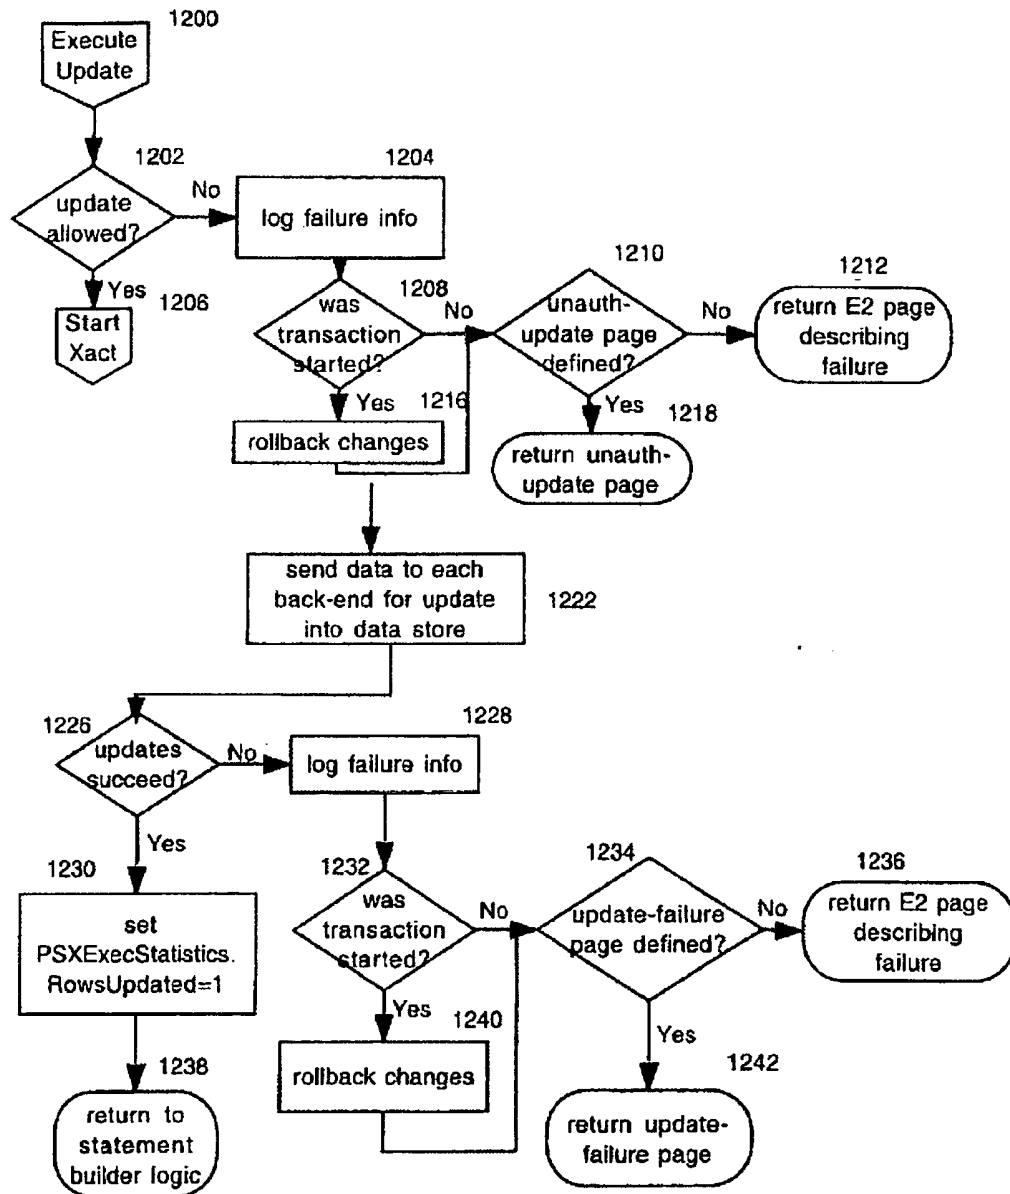 1200
Execute
Update
1202
update
allowed?
No
1204
log failure info
Yes
1206
Start
Xact
1208
was
transaction
started?
No
1210
unauth-
update page
defined?
No
1212
return E2 page
describing
failure
Yes
1216
rollback changes
Yes
1218
return unauth-
update page
send data to each
back-end for update
into data store
1222
1226
updates
succeed?
No
1228
log failure info
Yes
1230
set
PSXExecStatistics.
RowsUpdated=1
1232
was
transaction
started?
No
1234
update-failure
page defined?
No
1236
return E2 page
describing
failure
Yes
1240
rollback changes
Yes
1242
return update-
failure page
1238
return to
statement
builder logic